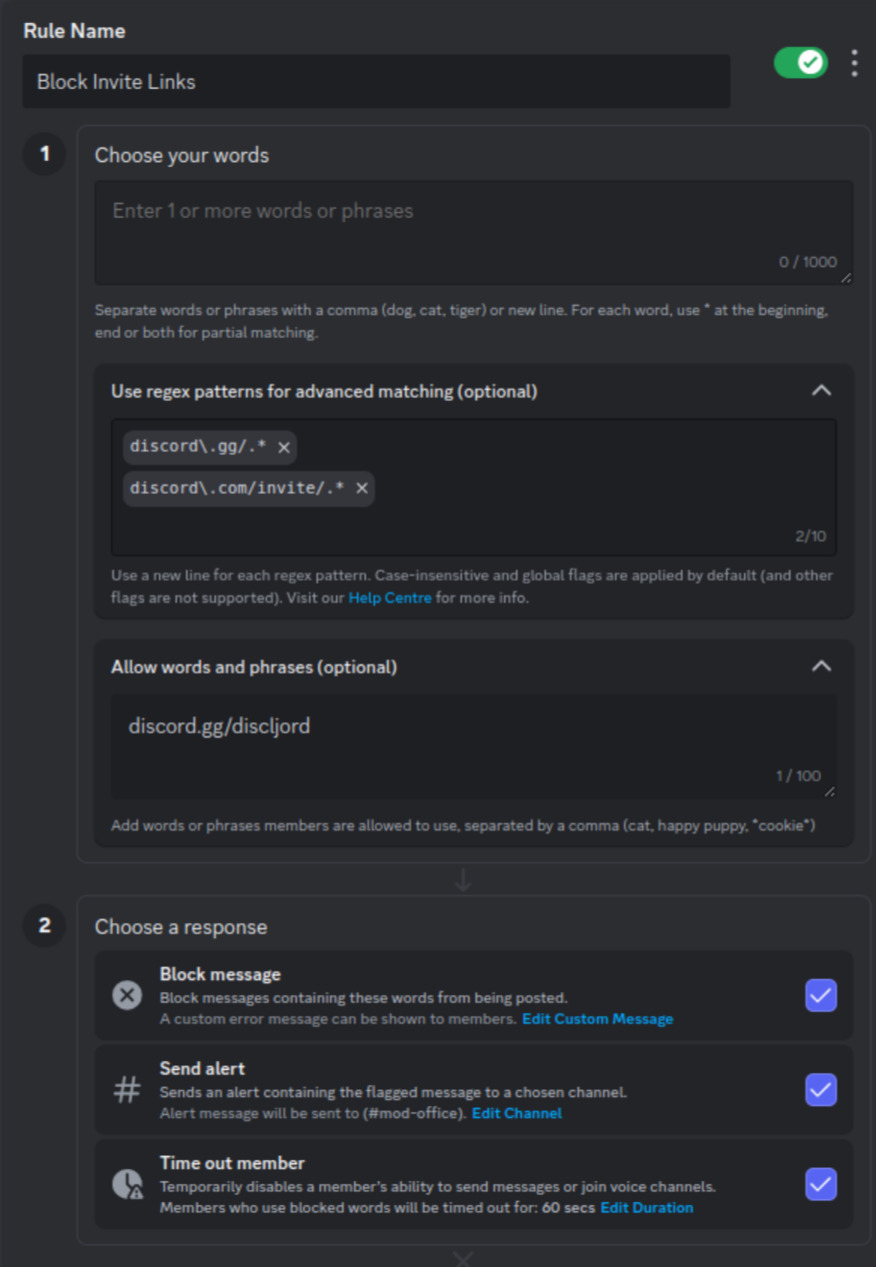 Rule Name
Block Invite Links
1
Choose your words
Enter 1 or more words or phrases
0 / 1000
Separate words or phrases with a comma (dog, cat, tiger) or new line. For each word, use * at the beginning,
end or both for partial matching.
Use regex patterns for advanced matching (optional)
discord\.gg/.*
discord\.com/invite/.*
2/10
Use a new line for each regex pattern. Case-insensitive and global flags are applied by default (and other
flags are not supported). Visit our Help Centre for more info.
Allow words and phrases (optional)
discord.gg/discljord
1 / 100
Add words or phrases members are allowed to use, separated by a comma (cat, happy puppy, *cookie*)
2
Choose a response
Block message
Block messages containing these words from being posted.
A custom error message can be shown to members. Edit Custom Message
Send alert
Sends an alert containing the flagged message to a chosen channel.
Alert message will be sent to (#mod-office). Edit Channel
Time out member
Temporarily disables a member's ability to send messages or join voice channels.
Members who use blocked words will be timed out for: 60 secs Edit Duration